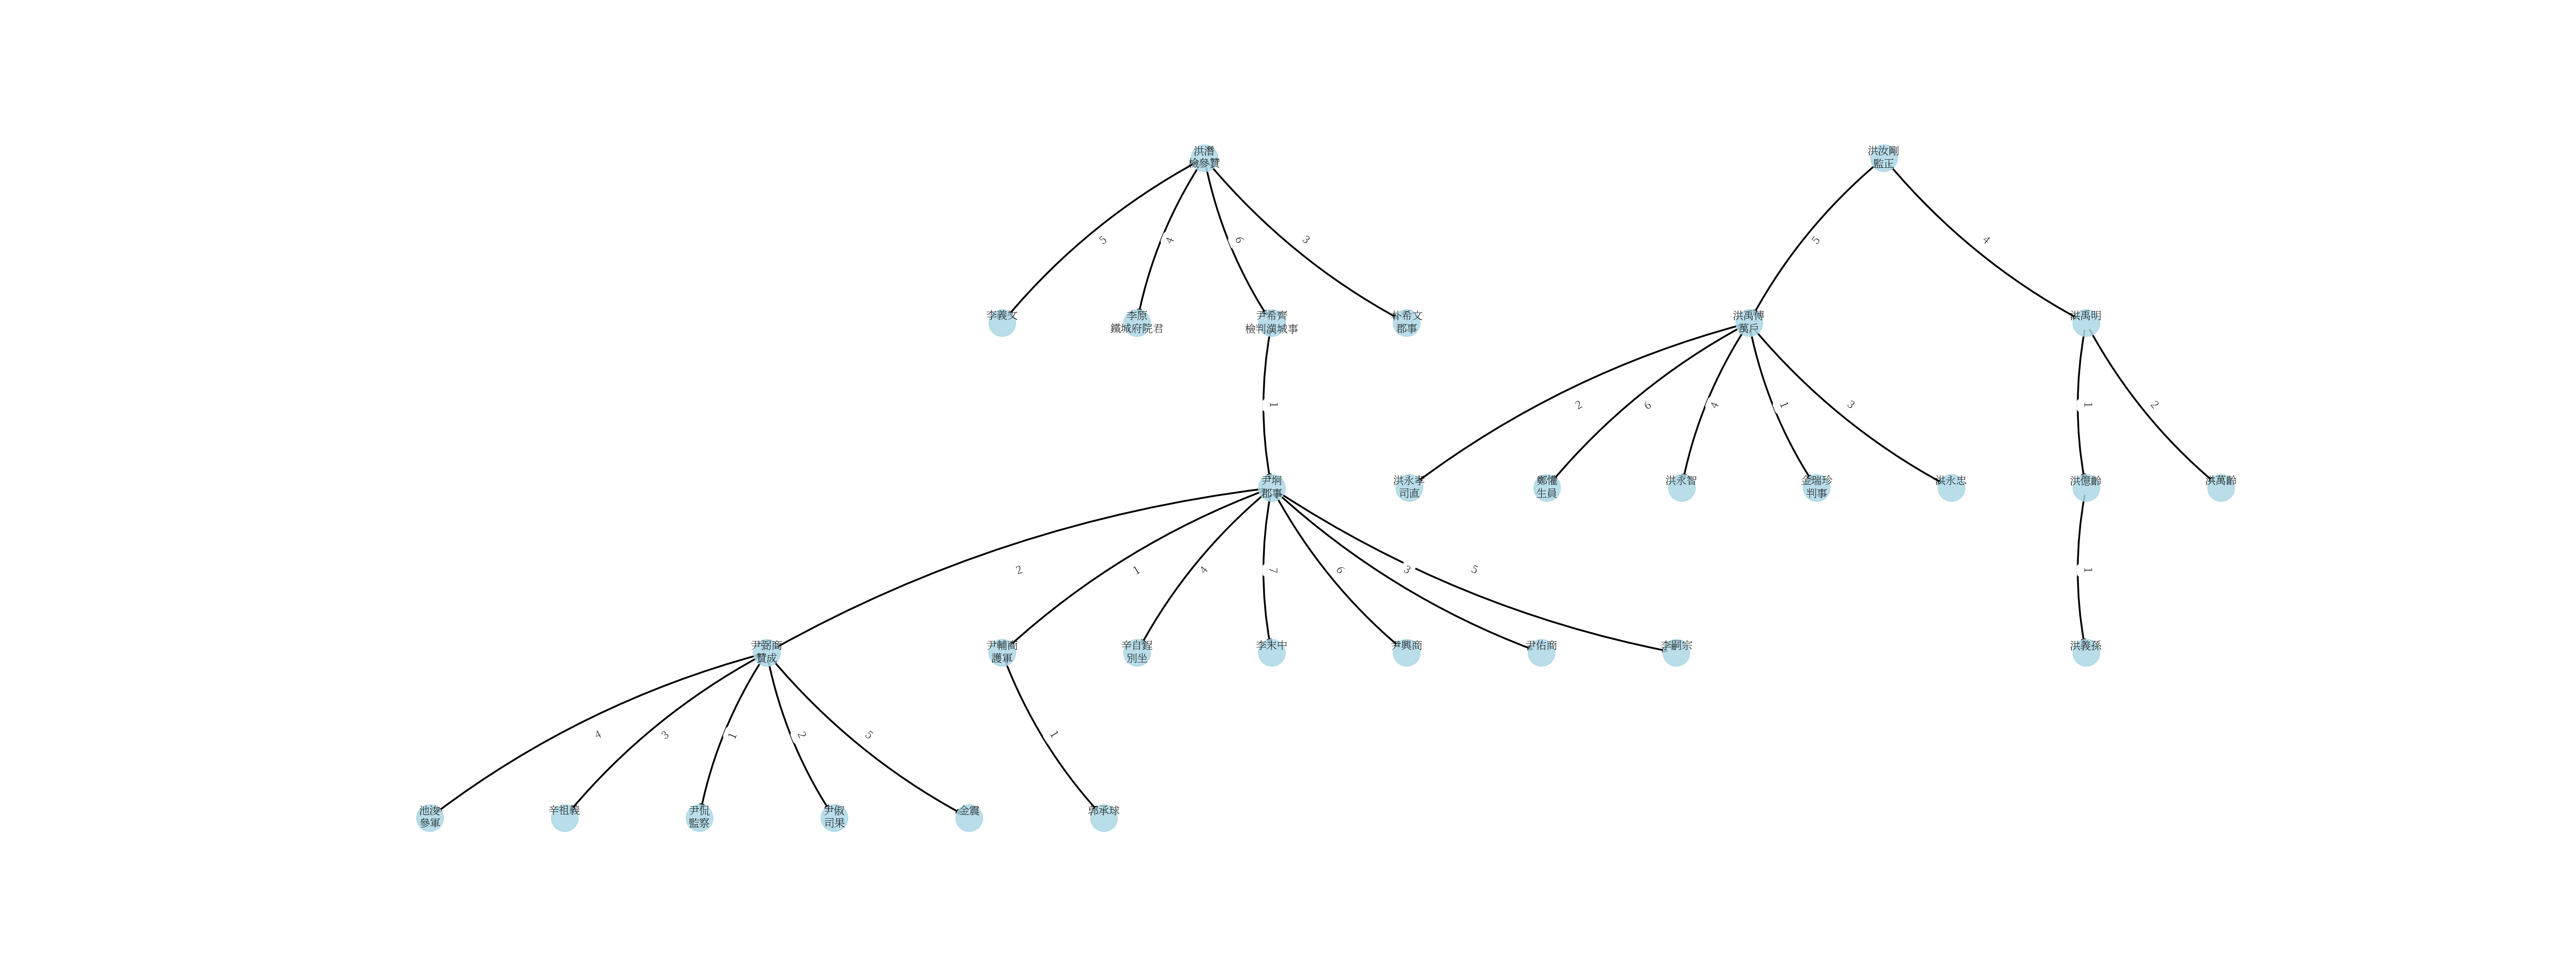 洪潛
檢參贊
洪汝剛
監正
5
4
6
3
5
4
李義文
李原
鐵城府院君
尹希齊
檢判漢城事
朴希文
郡事
洪禹傅
萬戶
洪禹明
1
2
6
4
1
3
1
2
尹垌
郡事
洪永孝
司直
鄭懽
生員
洪永智
金瑞珍
判事
洪永忠
洪億齡
洪萬齡
2
1
4
7
6
3
5
1
尹弼商
贊成
尹輔商
護軍
別坐
李末中
尹興商
尹佑商
李嗣宗
洪義孫
4
3
1
2
5
1
池浚
參軍
辛祖義
尹侃
監察
尹俶
司果
金震
郭承球